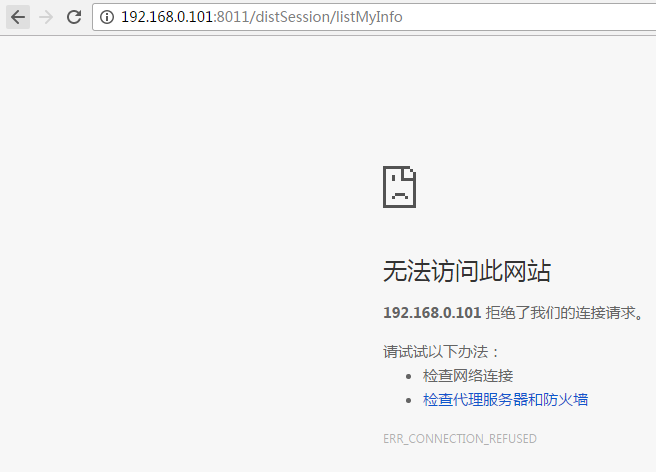 192.168.0.101:8011/distSession/listMyInfo
无法访问此网站
192.168.0.101 拒绝了我们的连接请求。
请试试以下办法：
检查网络连接
检查代理服务器和防火墙
ERR_CONNECTION_REFUSED